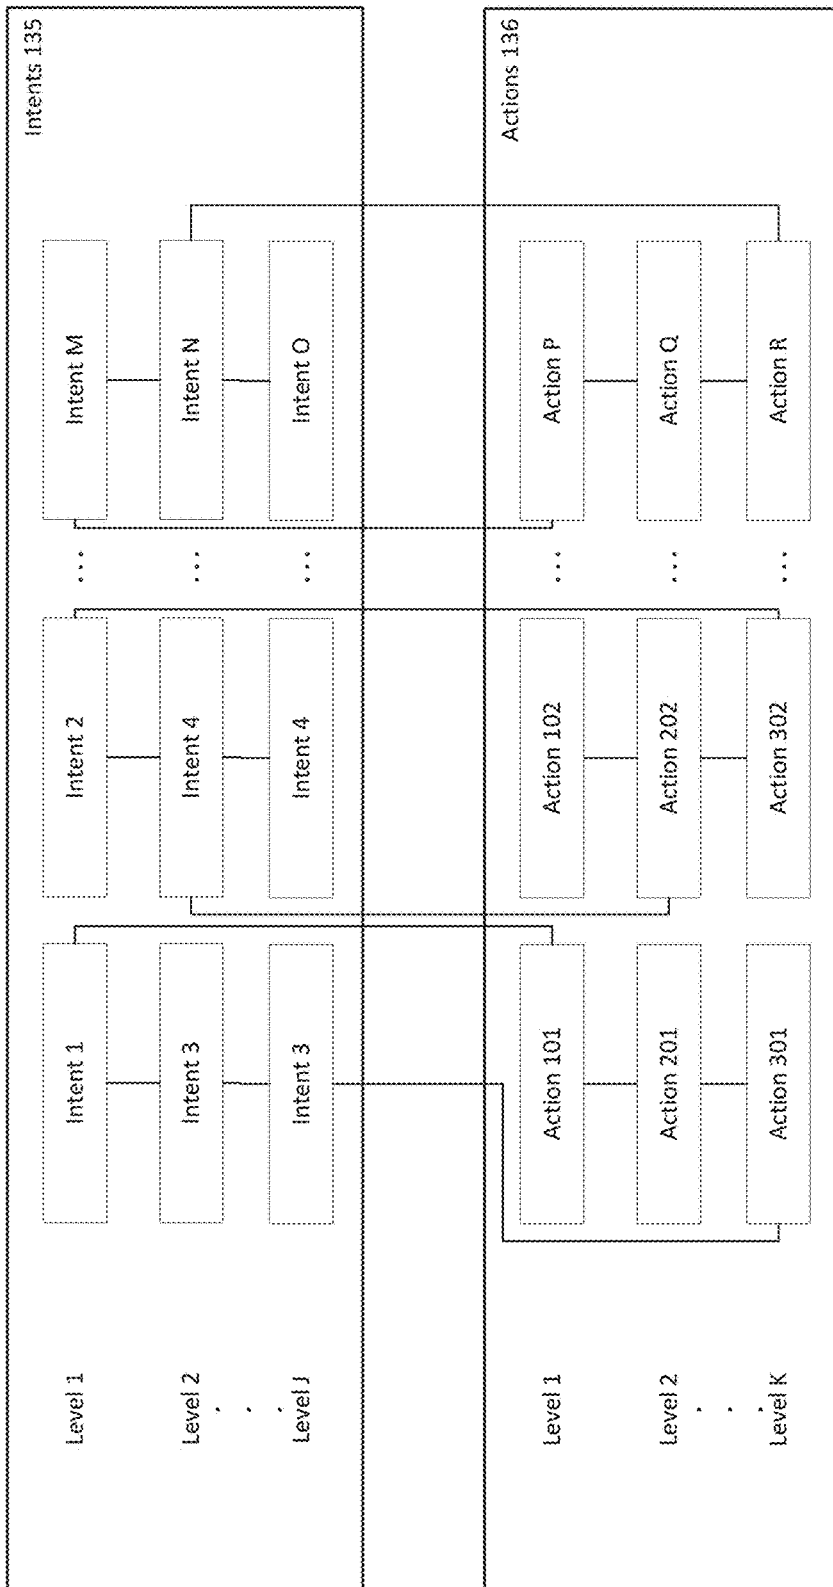 Intents 135
Level 1
Intent 1
Intent 2
...
Intent M
Level 2
Intent 3
Intent 4
...
Intent N
. . .
Level J
Intent 3
Intent 4
...
Intent O
Actions 136
Level 1
Action 101
Action 102
...
Action P
Level 2
Action 201
Action 202
...
Action Q
. . .
Level K
Action 301
Action 302
...
Action R